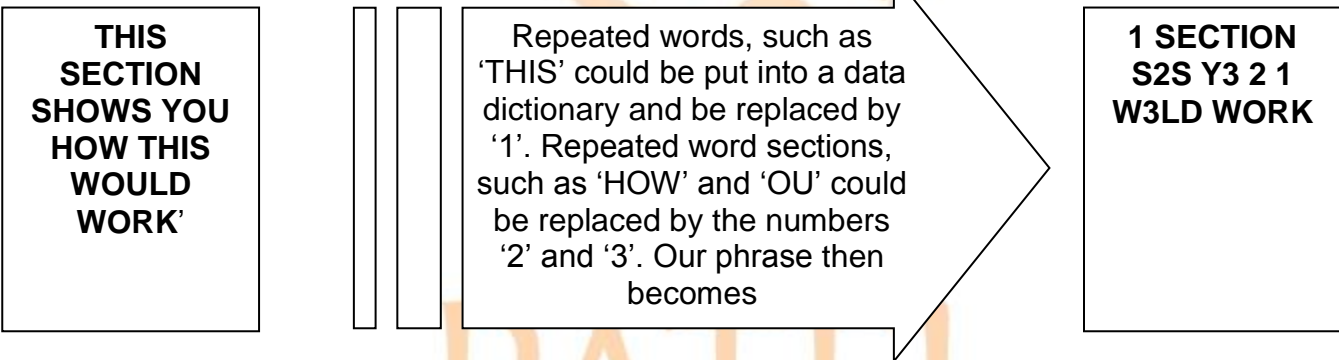 THIS
SECTION
SHOWS YOU
HOW THIS
WOULD
WORK’
Repeated words, such as
‘THIS’ could be put into a data
dictionary and be replaced by
‘1’. Repeated word sections,
such as ‘HOW’ and ‘OU’ could
be replaced by the numbers
‘2’ and ‘3’. Our phrase then
becomes
1 SECTION
S2S Y3 2 1
W3LD WORK